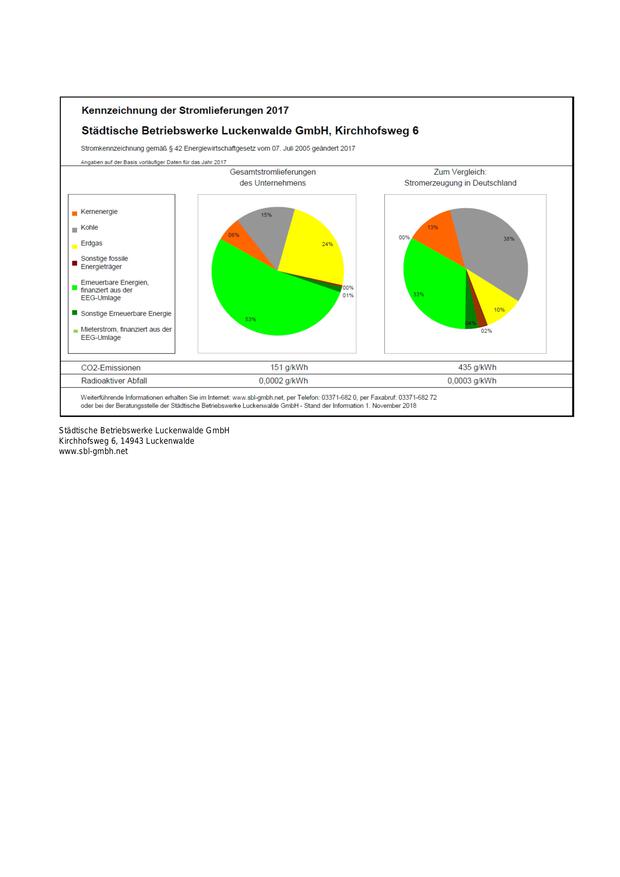 Kennzeichnung der Stromlieferungen 2017
Städtische Betriebswerke Luckenwalde GmbH, Kirchhofsweg 6
Stromkennzeichnung gemäß § 42 Energiewirtschaftgesetz vom 07. Juli 2005 geändert 2017
Angaben auf der Basis vorläufiger Daten für das Jahr 2017
Gesamtstromlieferungen
des Unternehmens
Zum Vergleich:
Stromerzeugung in Deutschland
Kernenergie
Kohle
Erdgas
Sonstige fossile
Energieträger
Erneuerbare Energien,
finanziert aus der
EEG-Umlage
Sonstige Erneuerbare Energie
Mieterstrom, finanziert aus der
EEG-Umlage
15%
06%
24%
00%
01%
53%
00%
13%
38%
33%
10%
04%
02%
CO2-Emissionen 151 g/kWh 435 g/kWh
Radioaktiver Abfall 0,0002 g/kWh 0,0003 g/kWh
Weiterführende Informationen erhalten Sie im Internet: www.sbl-gmbh.net, per Telefon: 03371-682 0, per Faxabruf: 03371-682 72
oder bei der Beratungsstelle der Städtische Betriebswerke Luckenwalde GmbH - Stand der Information 1. November 2018
Städtische Betriebswerke Luckenwalde GmbH
Kirchhofsweg 6, 14943 Luckenwalde
www.sbl-gmbh.net